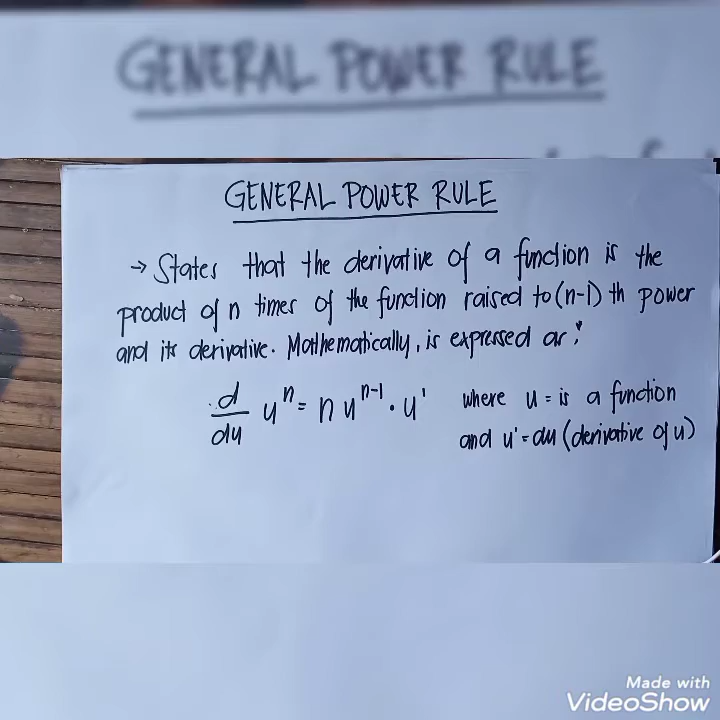 GENERAL POWER RULE
GENERAL POWER RULE
→ States that the derivative of a function is the
product of n times of the function raised to (n-1) th power
and its derivative. Mathematically, is expressed as:
d/du uⁿ = n uⁿ⁻¹ · u' where u = is a function
and u' = du (derivative of u)
Made with
VideoShow